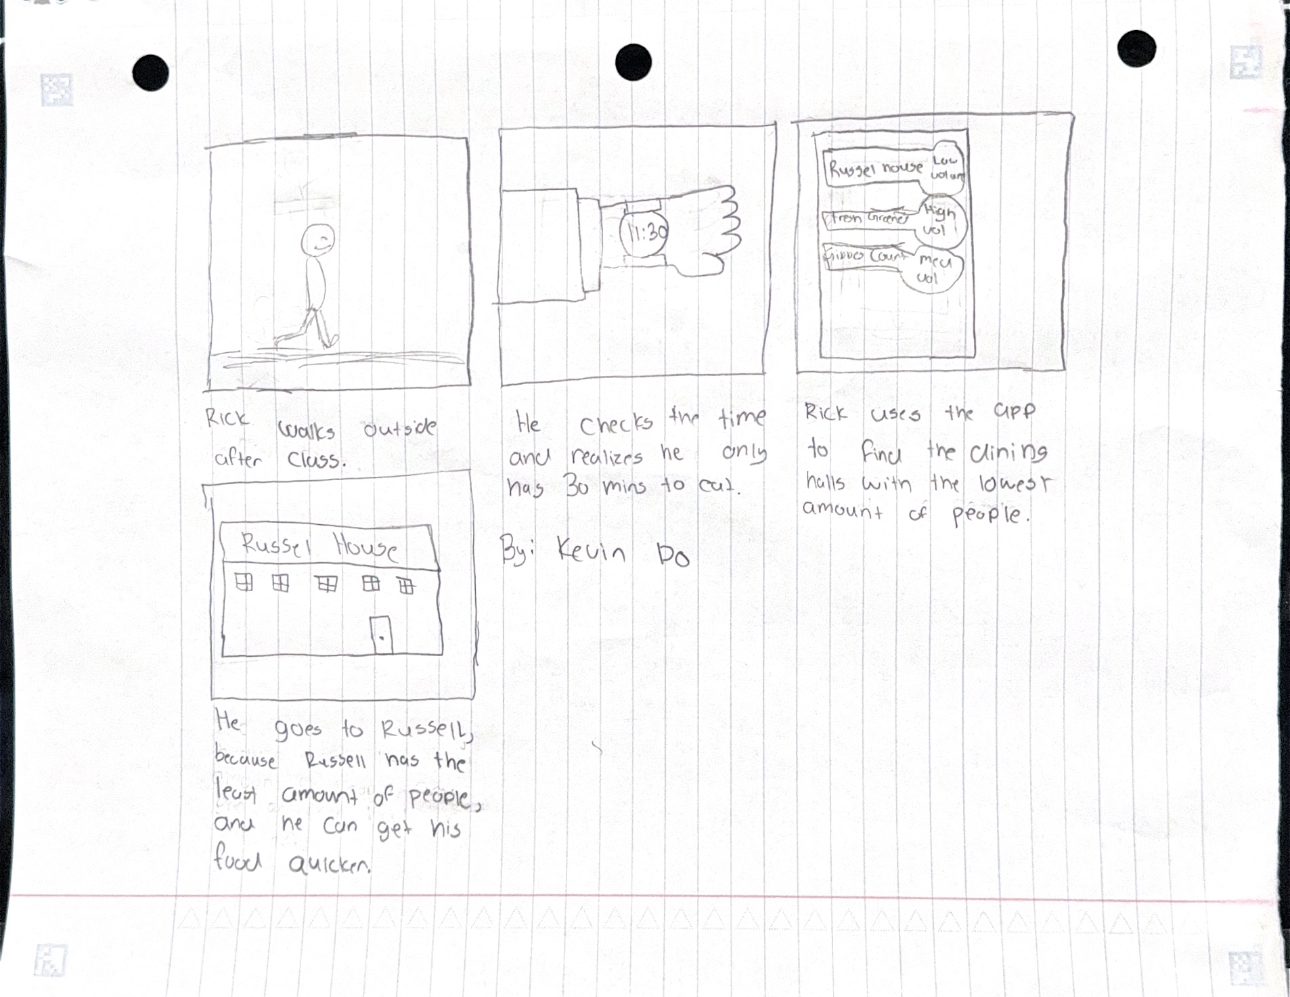 11:30
Russel House
Low
volum
Fresh Greenes
High
vol
Gibbes Court
Med
vol
Rick walks outside
after class.
He checks the time
and realizes he only
has 30 mins to eat.
Rick uses the app
to find the dining
halls with the lowest
amount of people.
Russel House
By: Kevin Do
He goes to Russell,
because Russell has the
least amount of people,
and he can get his
food quicker.